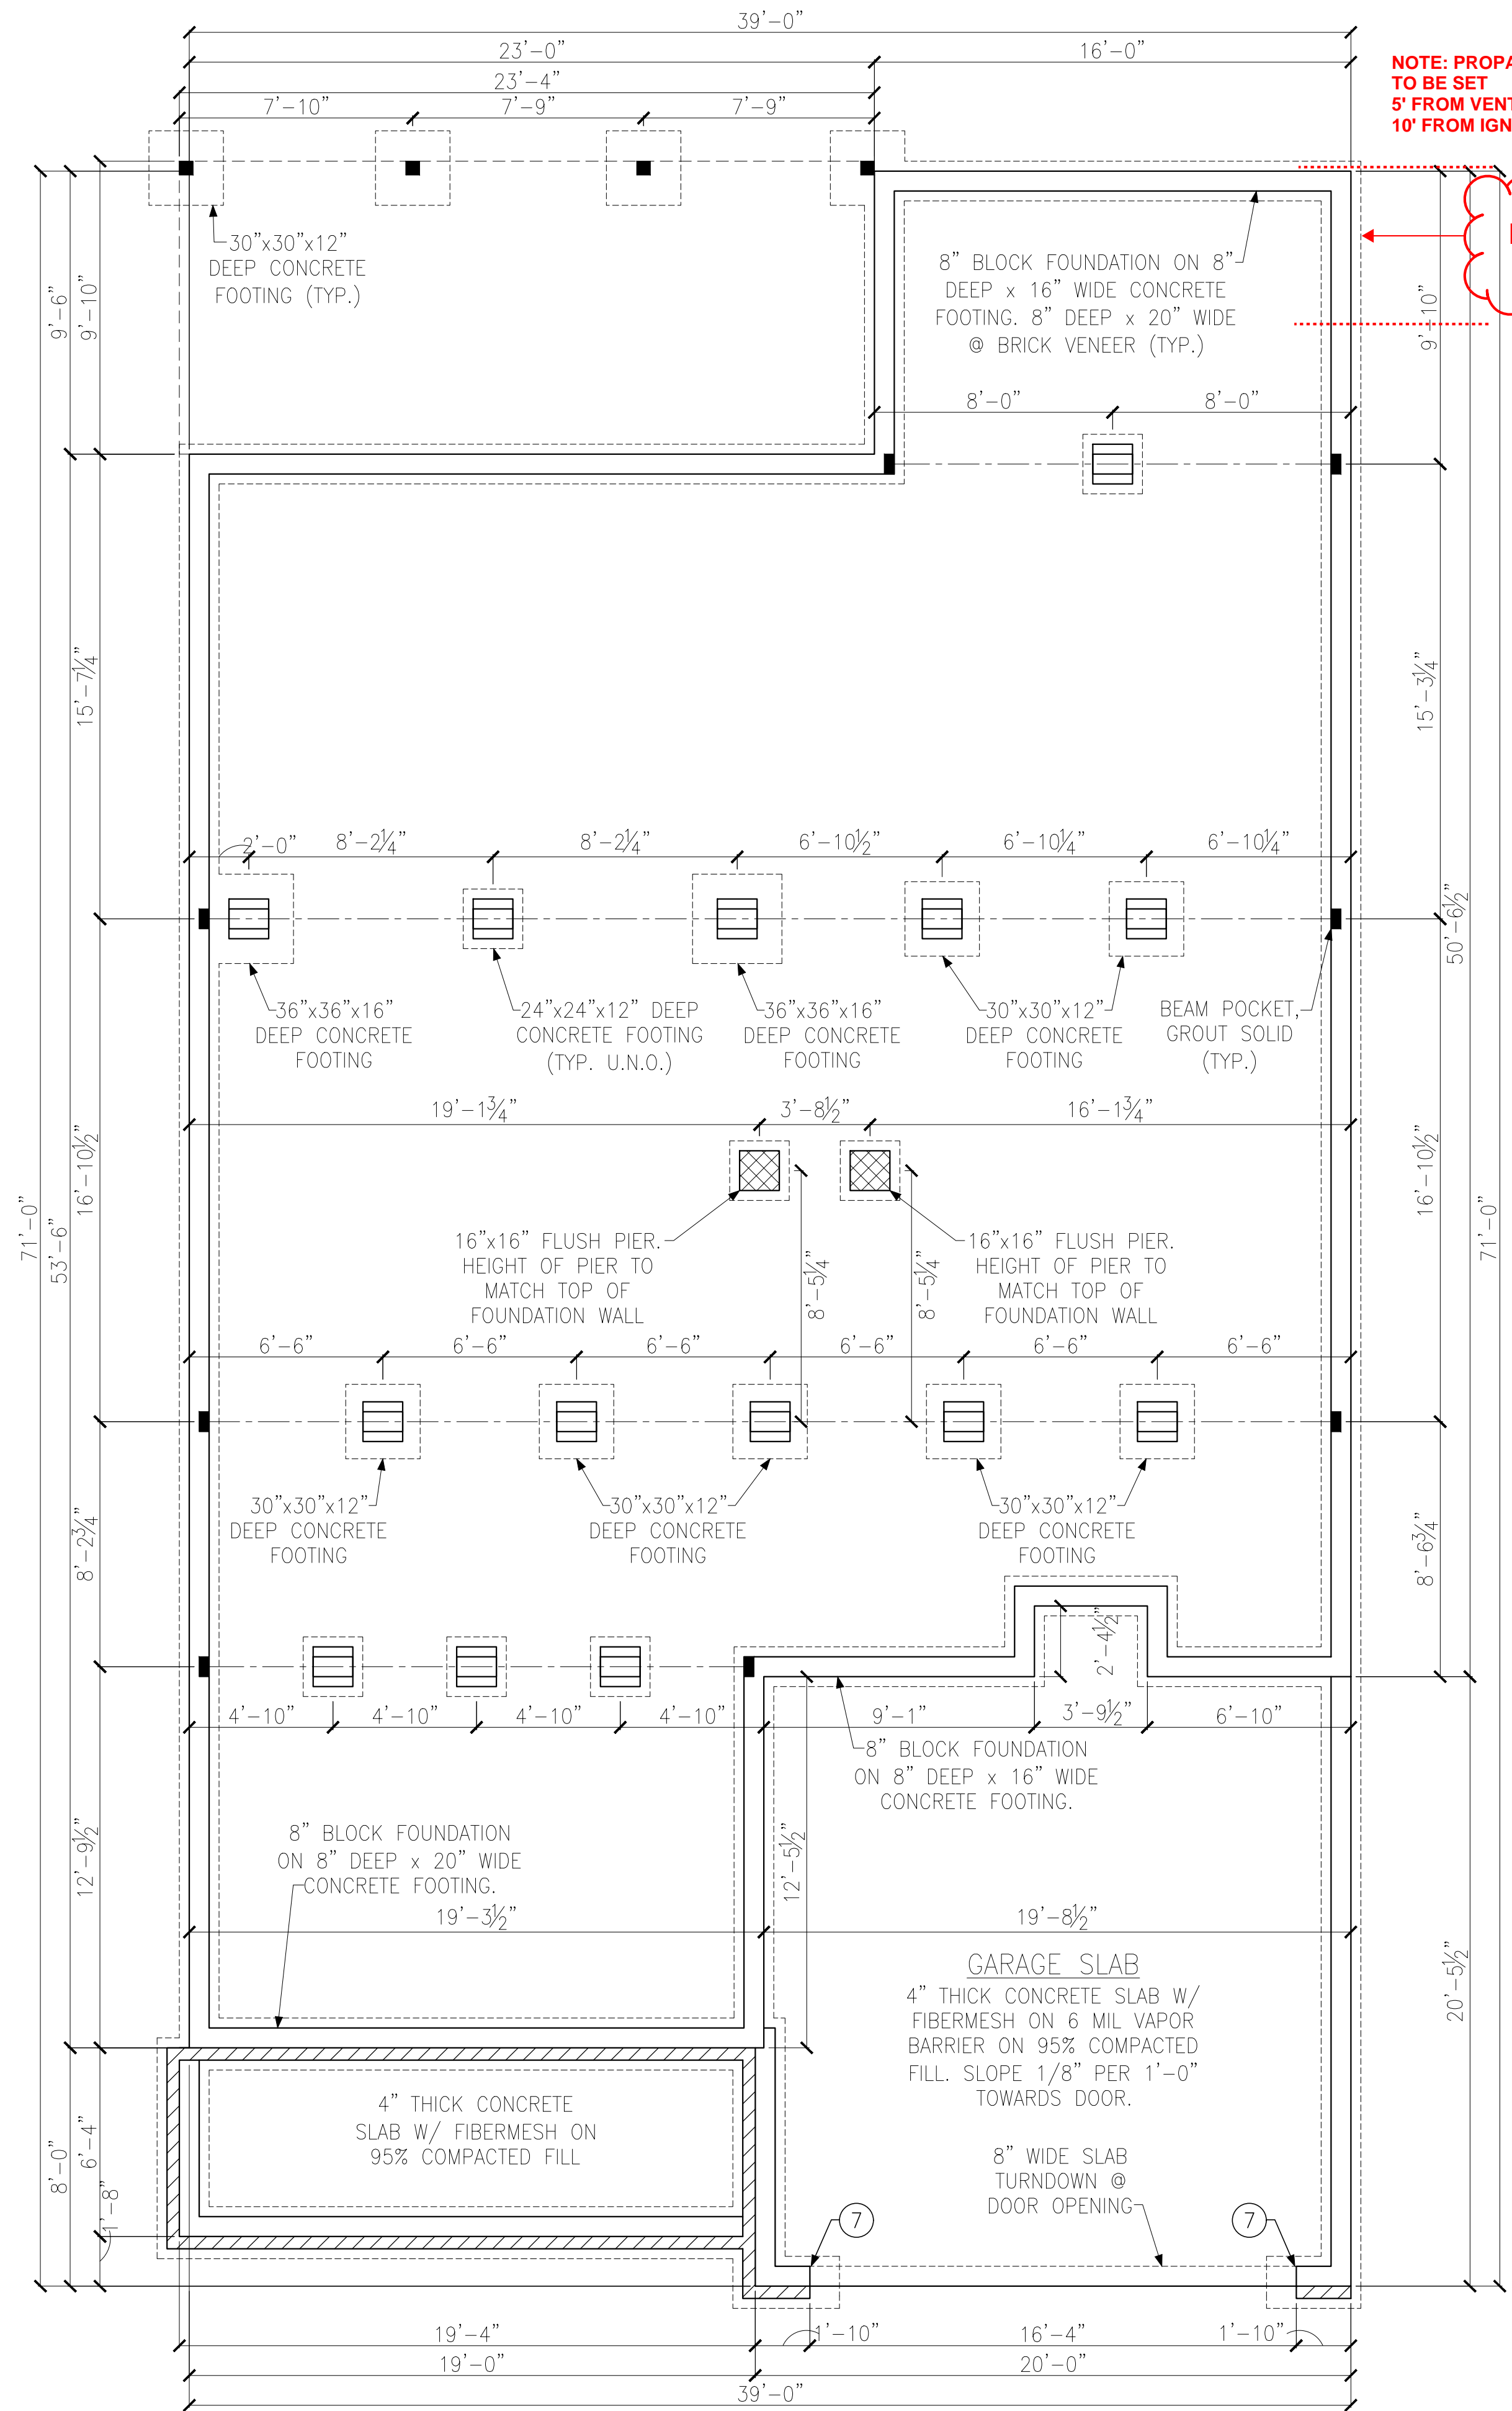 39'-0"
23'-0"
16'-0"
23'-4"
7'-10"
7'-9"
7'-9"
NOTE:
TO BE SET
5' FROM
10' FROM
30"x30"x12"
DEEP CONCRETE
FOOTING (TYP.)
8" BLOCK FOUNDATION ON 8"
DEEP x 16" WIDE CONCRETE
FOOTING. 8" DEEP x 20" WIDE
@ BRICK VENEER (TYP.)
9'-6"
9'-10"
9'-10"
8'-0"
8'-0"
15'-7¼"
15'-3¼"
2'-0"
8'-2¼"
8'-2¼"
6'-10½"
6'-10¼"
6'-10¼"
50'-6½"
36"x36"x16"
DEEP CONCRETE
FOOTING
24"x24"x12" DEEP
CONCRETE FOOTING
(TYP. U.N.O.)
36"x36"x16"
DEEP CONCRETE
FOOTING
30"x30"x12"
DEEP CONCRETE
FOOTING
BEAM POCKET,
GROUT SOLID
(TYP.)
19'-1¾"
3'-8½"
16'-1¾"
71'-0"
53'-6"
16'-10½"
16'-10½"
71'-0"
16"x16" FLUSH PIER.
HEIGHT OF PIER TO
MATCH TOP OF
FOUNDATION WALL
8'-5¼"
8'-5¼"
16"x16" FLUSH PIER.
HEIGHT OF PIER TO
MATCH TOP OF
FOUNDATION WALL
6'-6"
6'-6"
6'-6"
6'-6"
6'-6"
6'-6"
30"x30"x12"
DEEP CONCRETE
FOOTING
30"x30"x12"
DEEP CONCRETE
FOOTING
30"x30"x12"
DEEP CONCRETE
FOOTING
8'-2¾"
8'-6¾"
2'-4½"
4'-10"
4'-10"
4'-10"
4'-10"
9'-1"
3'-9½"
6'-10"
8" BLOCK FOUNDATION
ON 8" DEEP x 16" WIDE
CONCRETE FOOTING.
8" BLOCK FOUNDATION
ON 8" DEEP x 20" WIDE
CONCRETE FOOTING.
12'-9½"
12'-5½"
19'-3½"
19'-8½"
20'-5½"
GARAGE SLAB
4" THICK CONCRETE SLAB W/
FIBERMESH ON 6 MIL VAPOR
BARRIER ON 95% COMPACTED
FILL. SLOPE 1/8" PER 1'-0"
TOWARDS DOOR.
4" THICK CONCRETE
SLAB W/ FIBERMESH ON
95% COMPACTED FILL
8'-0"
6'-4"
1'-8"
8" WIDE SLAB
TURNDOWN @
DOOR OPENING
7
7
19'-4"
1'-10"
16'-4"
1'-10"
19'-0"
20'-0"
39'-0"